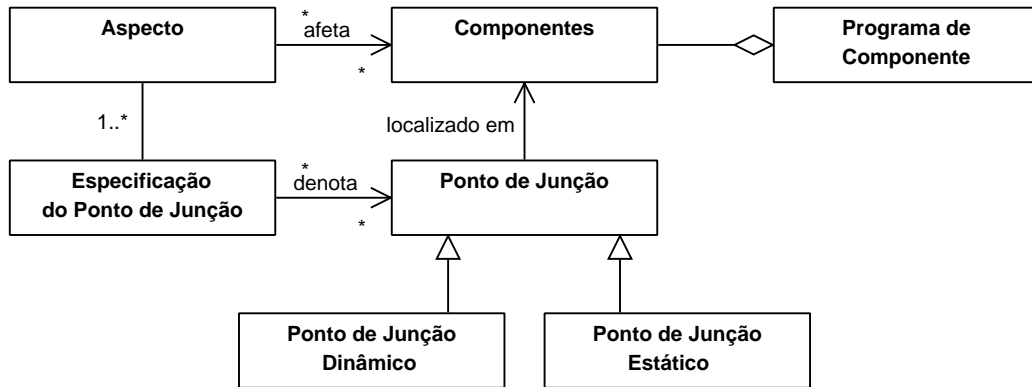 Aspecto
*
afeta
*
Componentes
Programa de
Componente
1..*
localizado em
Especificação
do Ponto de Junção
*
denota
*
Ponto de Junção
Ponto de Junção
Dinâmico
Ponto de Junção
Estático